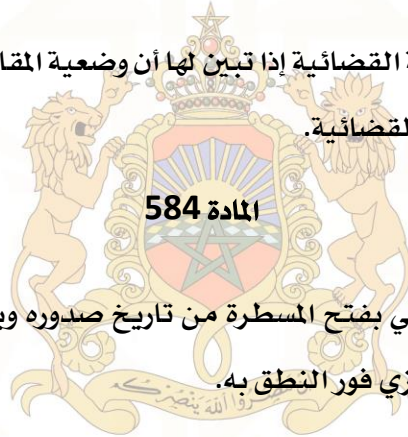 ة القضائية إذا تبين لها أن وضعية المقا
لقضائية.
المادة 584
ي بفتح المسطرة من تاريخ صدوره وي
زي فور النطق به.